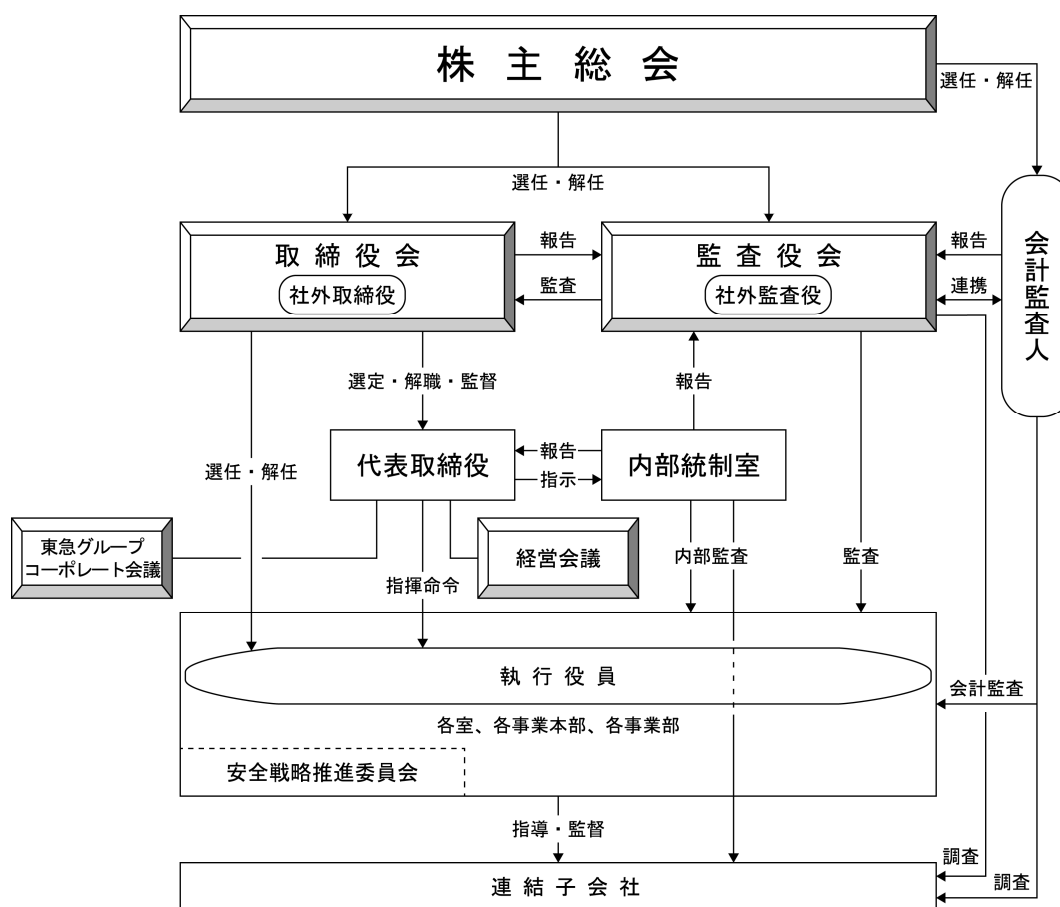 株主総会
選任・解任
選任・解任
取締役会
社外取締役
報告
監査
監査役会
社外監査役
報告
連携
会計監査人
選定・解職・監督
報告
選任・解任
代表取締役
報告
指示
内部統制室
東急グループ
コーポレート会議
経営会議
指揮命令
内部監査
監査
執行役員
会計監査
各室、各事業本部、各事業部
安全戦略推進委員会
指導・監督
調査
調査
連結子会社